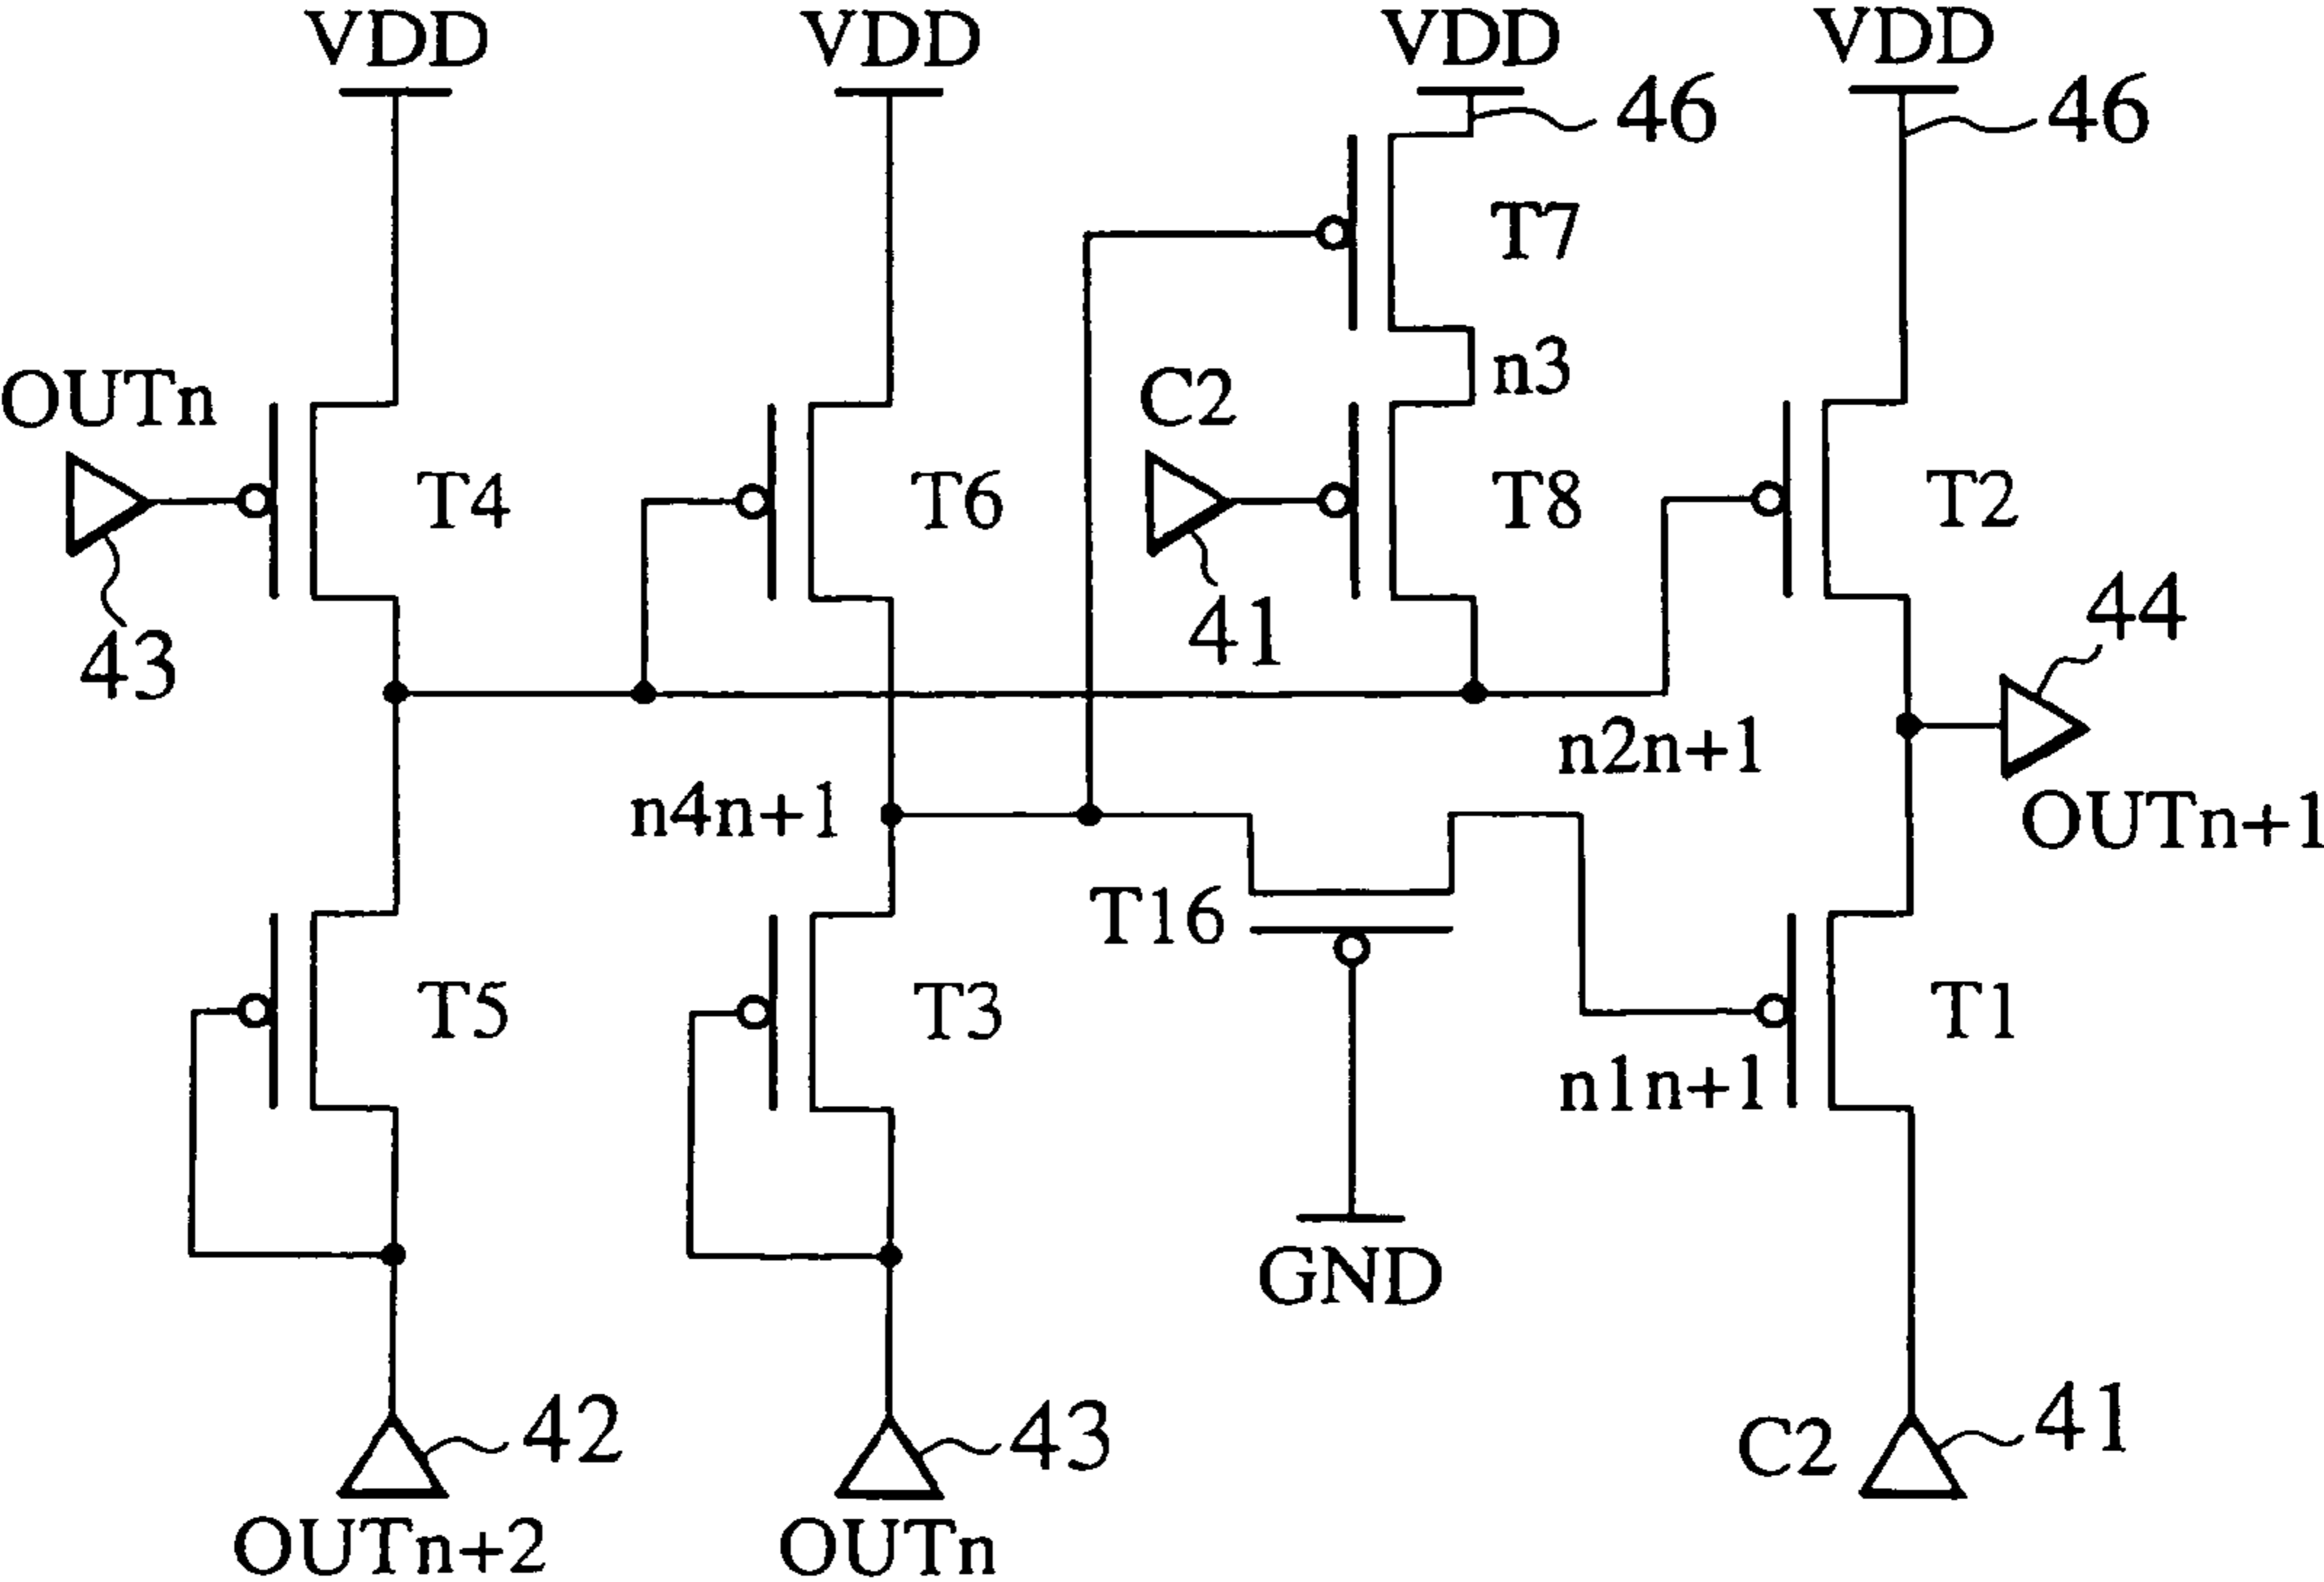 VDD
VDD
VDD
VDD
46
46
T7
OUTn
C2
n3
T4
T6
T8
T2
43
41
44
n2n+1
n4n+1
OUTn+1
T16
T5
T3
T1
n1n+1
GND
42
43
C2
41
OUTn+2
OUTn